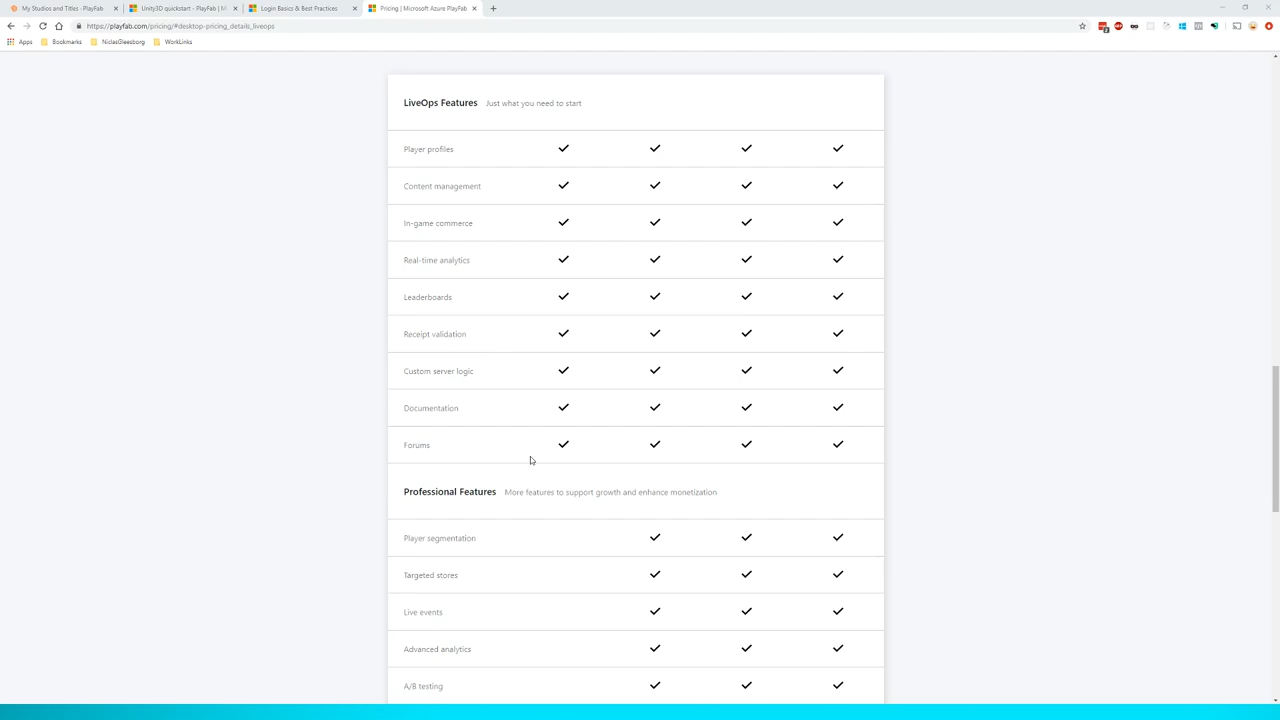 My Studios and Titles - PlayFab
Unity3D quickstart - PlayFab | M
Login Basics & Best Practices
Pricing | Microsoft Azure PlayFab
https://playfab.com/pricing/#desktop-pricing_details_liveops
Apps
Bookmarks
NiclasGleesborg
WorkLinks
LiveOps Features Just what you need to start
Player profiles
Content management
In-game commerce
Real-time analytics
Leaderboards
Receipt validation
Custom server logic
Documentation
Forums
Professional Features More features to support growth and enhance monetization
Player segmentation
Targeted stores
Live events
Advanced analytics
A/B testing